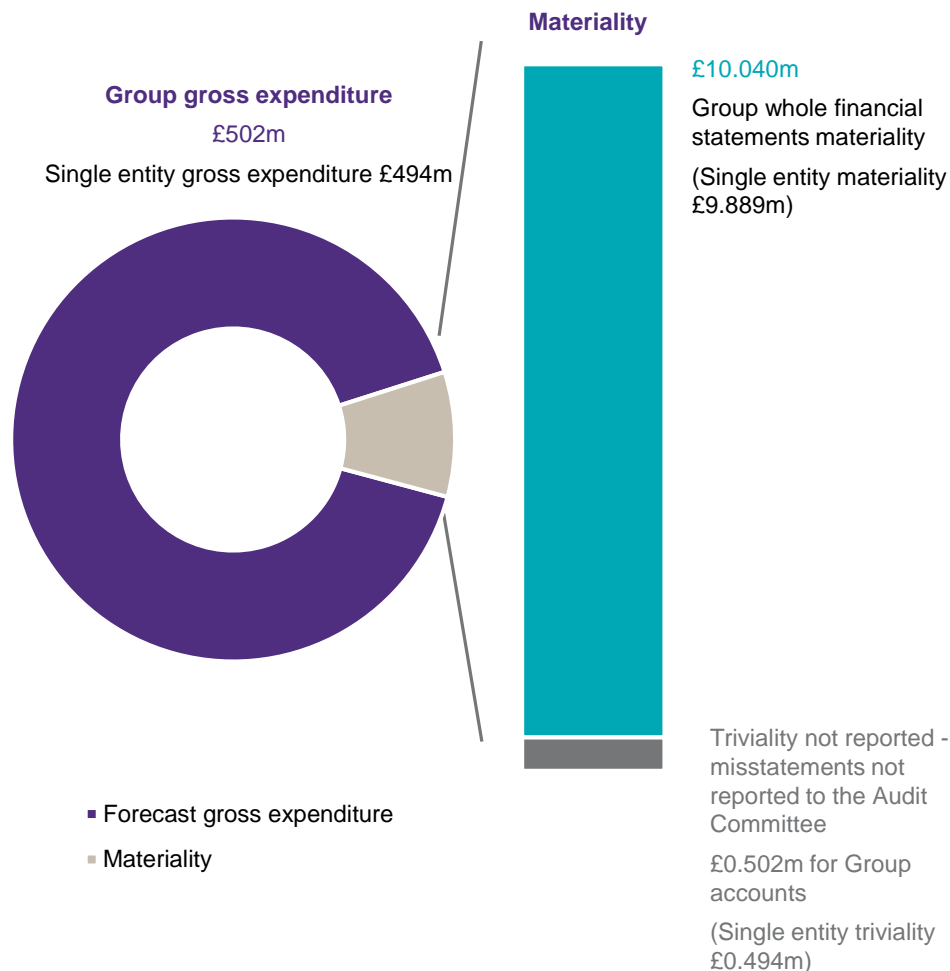 Materiality
Group gross expenditure
£502m
Single entity gross expenditure £494m
£10.040m
Group whole financial
statements materiality
(Single entity materiality
£9.889m)
Triviality not reported -
misstatements not
reported to the Audit
Committee
£0.502m for Group
accounts
(Single entity triviality
£0.494m)
Forecast gross expenditure
Materiality